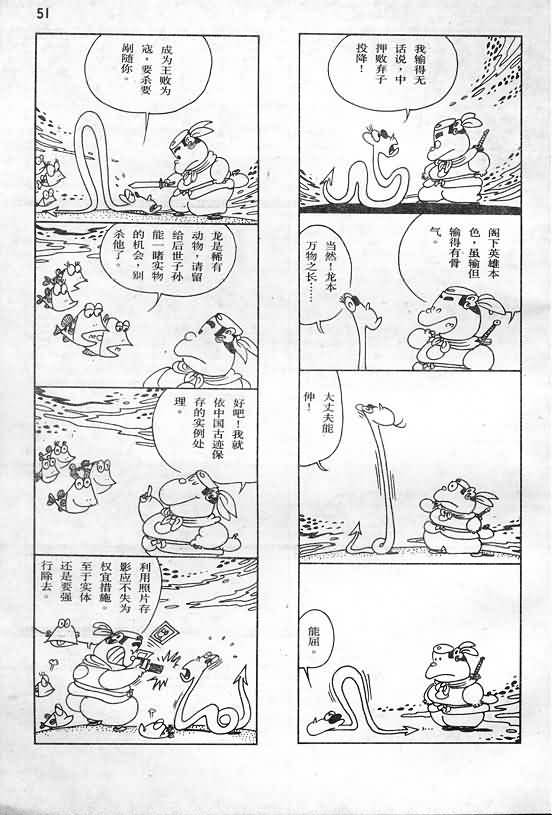 51
我输得无
话说，中
押败弃子
投降！
阁下英雄本
色，虽输但
输得有骨
气。
当然！龙本
万物之长……
大丈夫能
伸！
能屈。
成为王败为
寇，要杀要
剐随你。
龙是稀有
动物，请留
给后世子孙
能一睹实物
的机会，别
杀他了。
好吧！我就
依中国古迹保
存的实例处
理。
利用照片存
影应不失为
权宜措施。
至于实体
还是要强
行除去。